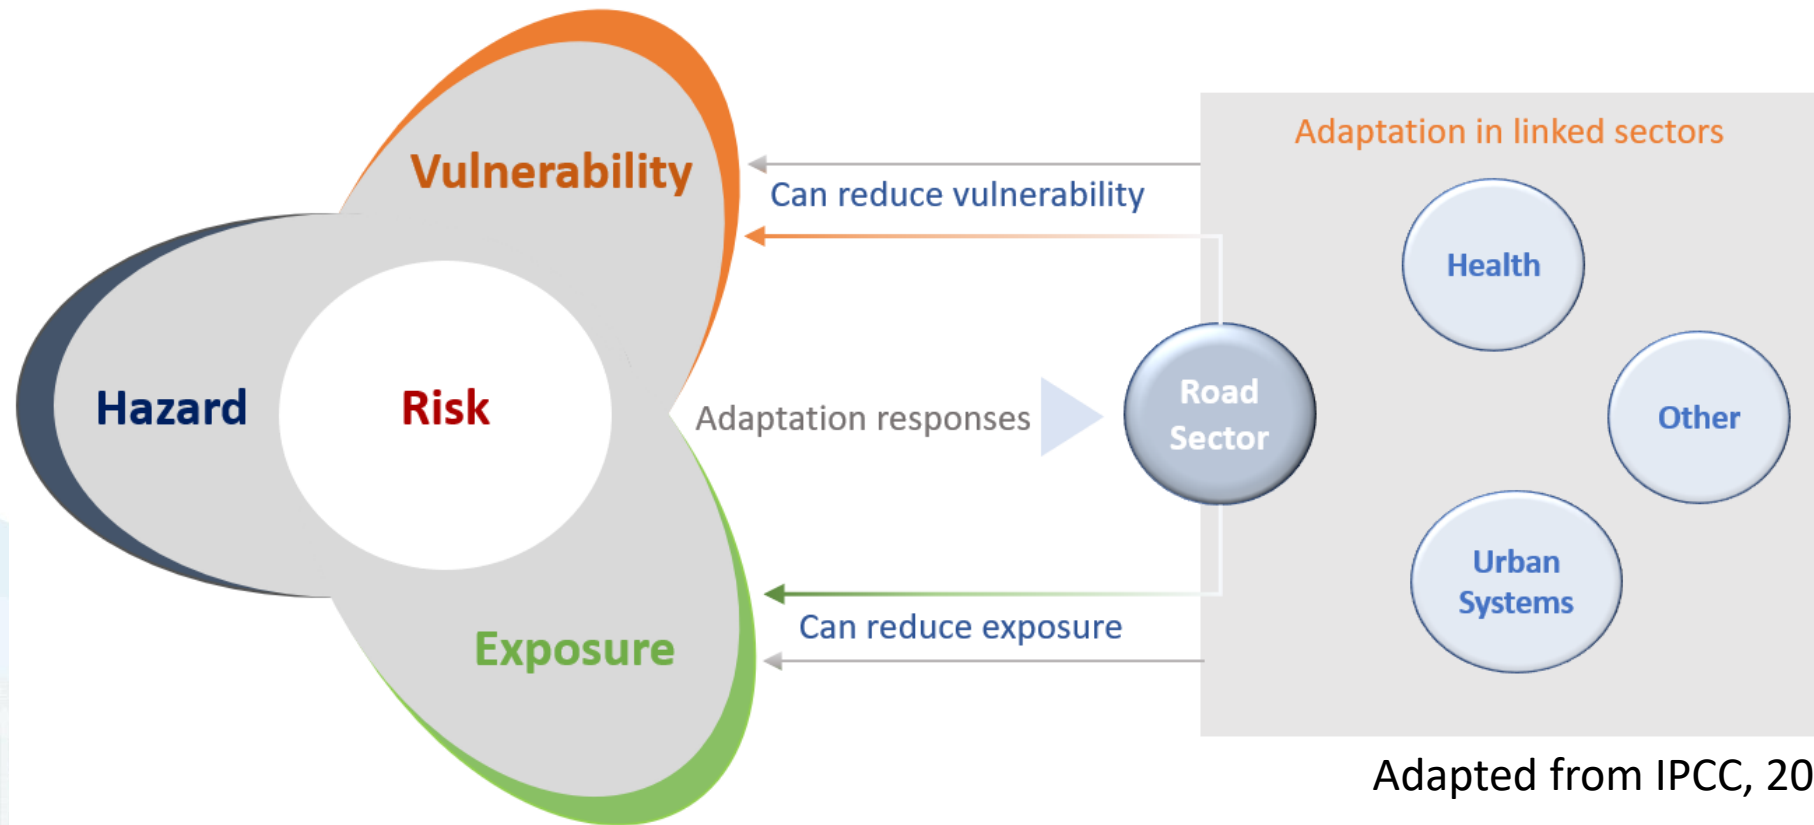 Adaptation in linked sectors
Vulnerability
Can reduce vulnerability
Health
Hazard
Risk
Adaptation responses
Road
Sector
Other
Urban
Systems
Can reduce exposure
Exposure
Adapted from IPCC, 20